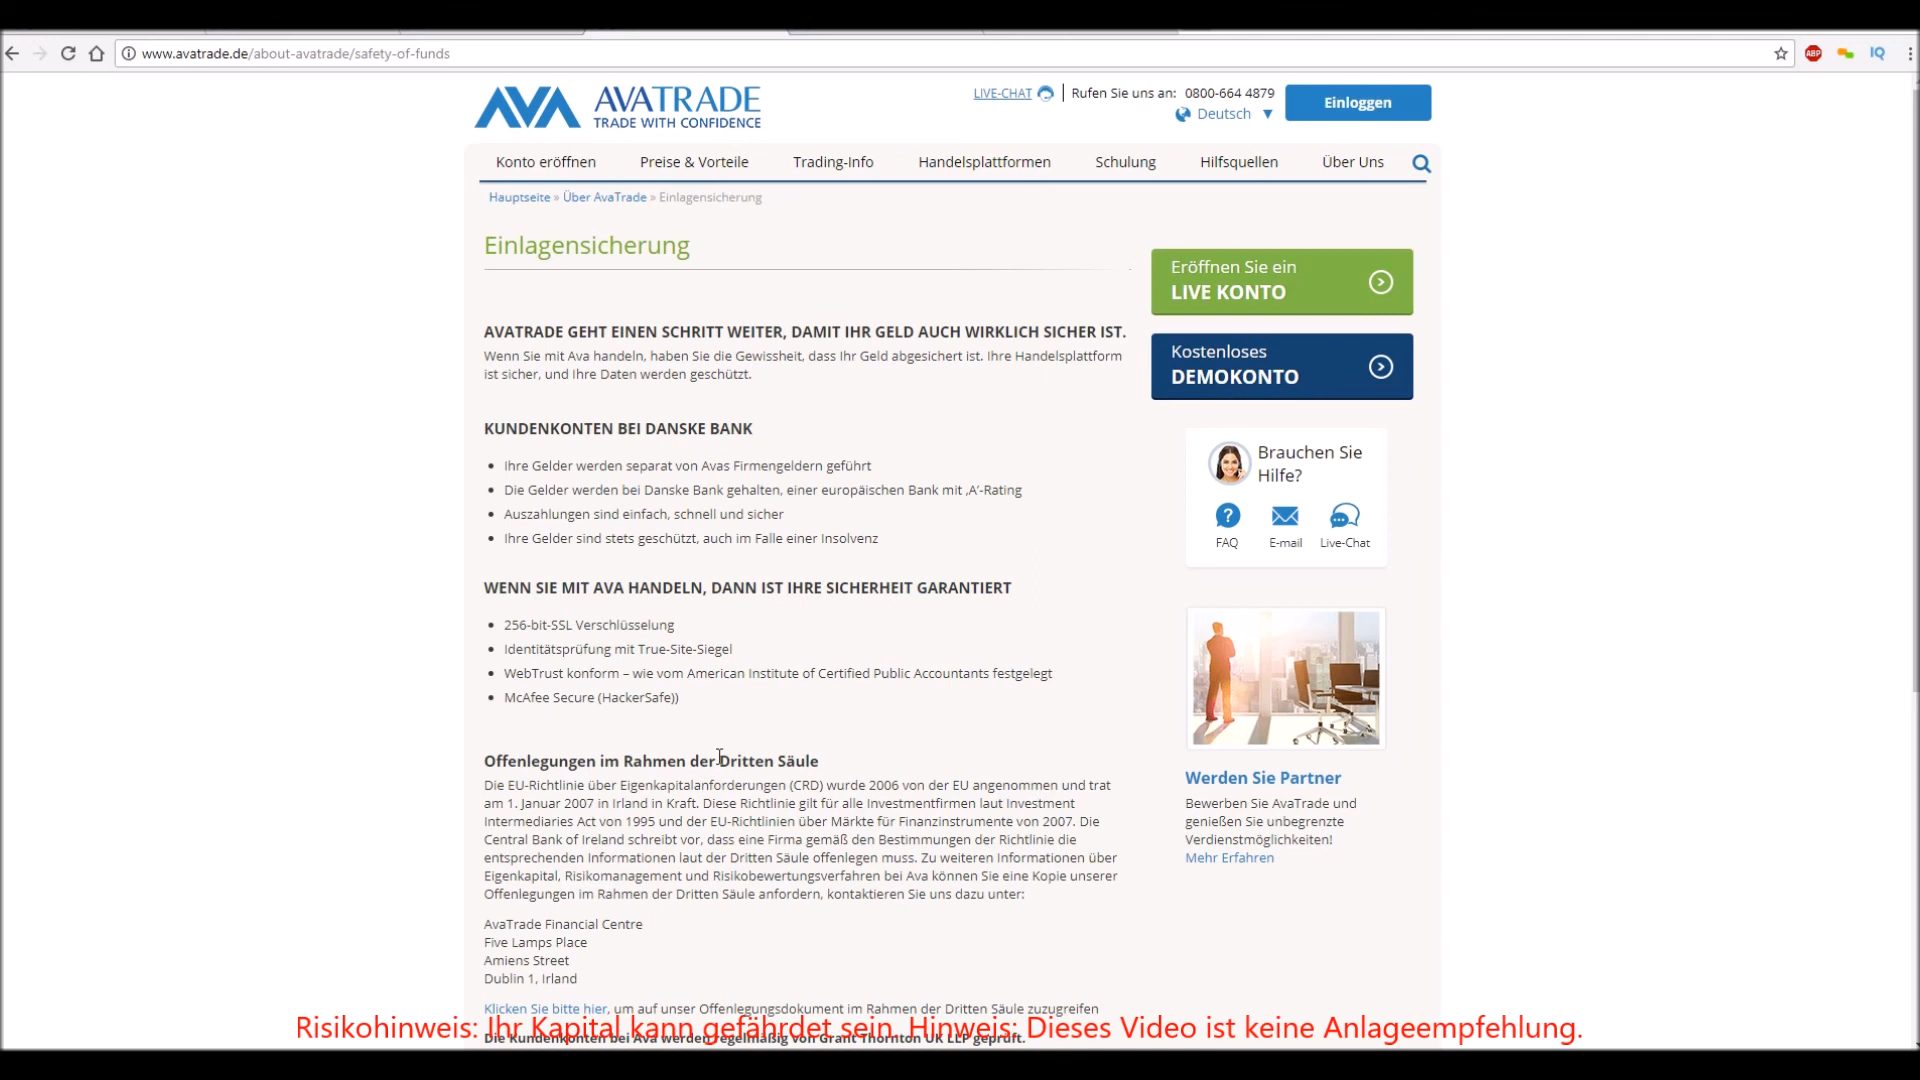 www.avatrade.de/about-avatrade/safety-of-funds
ABP
IQ
AVA AVATRADE
TRADE WITH CONFIDENCE
LIVE-CHAT
Rufen Sie uns an: 0800-664 4879
Deutsch ▼
Einloggen
Konto eröffnen Preise & Vorteile Trading-Info Handelsplattformen Schulung Hilfsquellen Über Uns
Hauptseite » Über AvaTrade » Einlagensicherung
Einlagensicherung
AVATRADE GEHT EINEN SCHRITT WEITER, DAMIT IHR GELD AUCH WIRKLICH SICHER IST.
Wenn Sie mit Ava handeln, haben Sie die Gewissheit, dass Ihr Geld abgesichert ist. Ihre Handelsplattform
ist sicher, und Ihre Daten werden geschützt.
KUNDENKONTEN BEI DANSKE BANK
• Ihre Gelder werden separat von Avas Firmengeldern geführt
• Die Gelder werden bei Danske Bank gehalten, einer europäischen Bank mit ‚A‘-Rating
• Auszahlungen sind einfach, schnell und sicher
• Ihre Gelder sind stets geschützt, auch im Falle einer Insolvenz
WENN SIE MIT AVA HANDELN, DANN IST IHRE SICHERHEIT GARANTIERT
• 256-bit-SSL Verschlüsselung
• Identitätsprüfung mit True-Site-Siegel
• WebTrust konform – wie vom American Institute of Certified Public Accountants festgelegt
• McAfee Secure (HackerSafe))
Offenlegungen im Rahmen der Dritten Säule
Die EU-Richtlinie über Eigenkapitalanforderungen (CRD) wurde 2006 von der EU angenommen und trat
am 1. Januar 2007 in Irland in Kraft. Diese Richtlinie gilt für alle Investmentfirmen laut Investment
Intermediaries Act von 1995 und der EU-Richtlinien über Märkte für Finanzinstrumente von 2007. Die
Central Bank of Ireland schreibt vor, dass eine Firma gemäß den Bestimmungen der Richtlinie die
entsprechenden Informationen laut der Dritten Säule offenlegen muss. Zu weiteren Informationen über
Eigenkapital, Risikomanagement und Risikobewertungsverfahren bei Ava können Sie eine Kopie unserer
Offenlegungen im Rahmen der Dritten Säule anfordern, kontaktieren Sie uns dazu unter:
AvaTrade Financial Centre
Five Lamps Place
Amiens Street
Dublin 1, Irland
Klicken Sie bitte hier, um auf unser Offenlegungsdokument im Rahmen der Dritten Säule zuzugreifen
Die Kundenkonten bei Ava werden regelmäßig von Grant Thornton UK LLP geprüft.
Eröffnen Sie ein
LIVE KONTO
Kostenloses
DEMOKONTO
Brauchen Sie
Hilfe?
?
FAQ E-mail Live-Chat
Werden Sie Partner
Bewerben Sie AvaTrade und
genießen Sie unbegrenzte
Verdienstmöglichkeiten!
Mehr Erfahren
Risikohinweis: Ihr Kapital kann gefährdet sein. Hinweis: Dieses Video ist keine Anlageempfehlung.